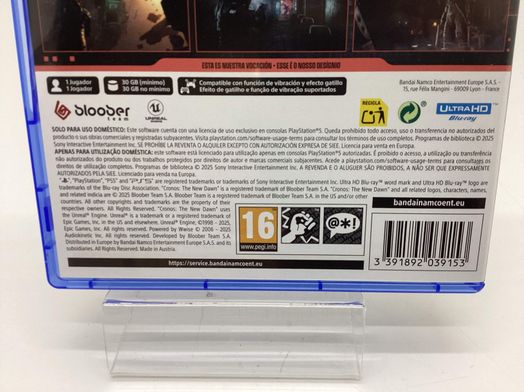 ESTA ES NUESTRA VOCACIÓN • ESSE É O NOSSO DESÍGNIO
1 Jugador
1 Jogador
30 GB (mínimo)
30 GB (mínimo)
Compatible con función de vibración y efecto gatillo
Efeito de gatilho e função de vibração suportados
Bandai Namco Entertainment Europe S.A.S -
15, rue Félix Mangini - 69009 Lyon - France
bloober
team
UNREAL
ENGINE
RECICLA
ULTRA HD
Blu-ray
SOLO PARA USO DOMÉSTICO: Este software cuenta con una licencia de uso exclusivo en consolas PlayStation®5. Queda prohibido todo acceso, uso o transferencia no autorizados del
producto o sus obras comerciales y registradas subyacentes. Visita playstation.com/software-usage-terms para consultar los términos de uso completos. Programas de biblioteca © 2025
Sony Interactive Entertainment Inc. SE PROHÍBE LA REVENTA O ALQUILER EXCEPTO CON AUTORIZACIÓN EXPRESA DE SIEE. Licencia para venta en Europa.
APENAS PARA UTILIZAÇÃO DOMÉSTICA: Este software está licenciado para utilização apenas em consolas PlayStation®5 autorizada. É proibido o acesso, a utilização ou transferência
não autorizados do produto ou dos trabalhos protegidos por direitos de autor e marcas comerciais subjacentes. Acede a playstation.com/software-usage-terms para consultares os
direitos de utilização completos. Programas de biblioteca © 2025 Sony Interactive Entertainment Inc. A REVENDA E O ALUGUER SÃO PROIBIDOS, A NÃO SER QUE EXPRESSAMENTE
AUTORIZADOS PELA SIEE. Licenciado para venda na Europa.
"PlayStation", "PS5" and "PS" are registered trademarks or trademarks of Sony Interactive Entertainment Inc. Ultra HD Blu-ray™ word mark and Ultra HD Blu-ray™ logo are
trademarks of the Blu-ray Disc Association. "Cronos: The New Dawn" is a registered trademark of Bloober Team S.A. "Cronos: The New Dawn" and all related logos, characters, names,
and related indicia are © 2025 Bloober Team S.A. Bloober Team is a registered trademark of Bloober Team S.A. in the US and/or other
countries. All other copyrights and trademarks are the property of their
respective owners. All Rights Reserved. "Cronos: The New Dawn" uses
the Unreal® Engine. Unreal® is a trademark or a registered trademark of
Epic Games, Inc. in the US and elsewhere, Unreal® Engine: ©1998 - 2025,
Epic Games, Inc. All rights reserved. Powered by Wwise © 2006 - 2025
Audiokinetic Inc. All rights reserved. Developed by Bloober Team S.A.
Distributed in Europe by Bandai Namco Entertainment Europe S.A.S. and its
subsidiaries. All Rights Reserved. Made in Austria.
16
www.pegi.info
@*!
bandainamcoent.eu
3 391892 039153
https://service.bandainamcoent.eu